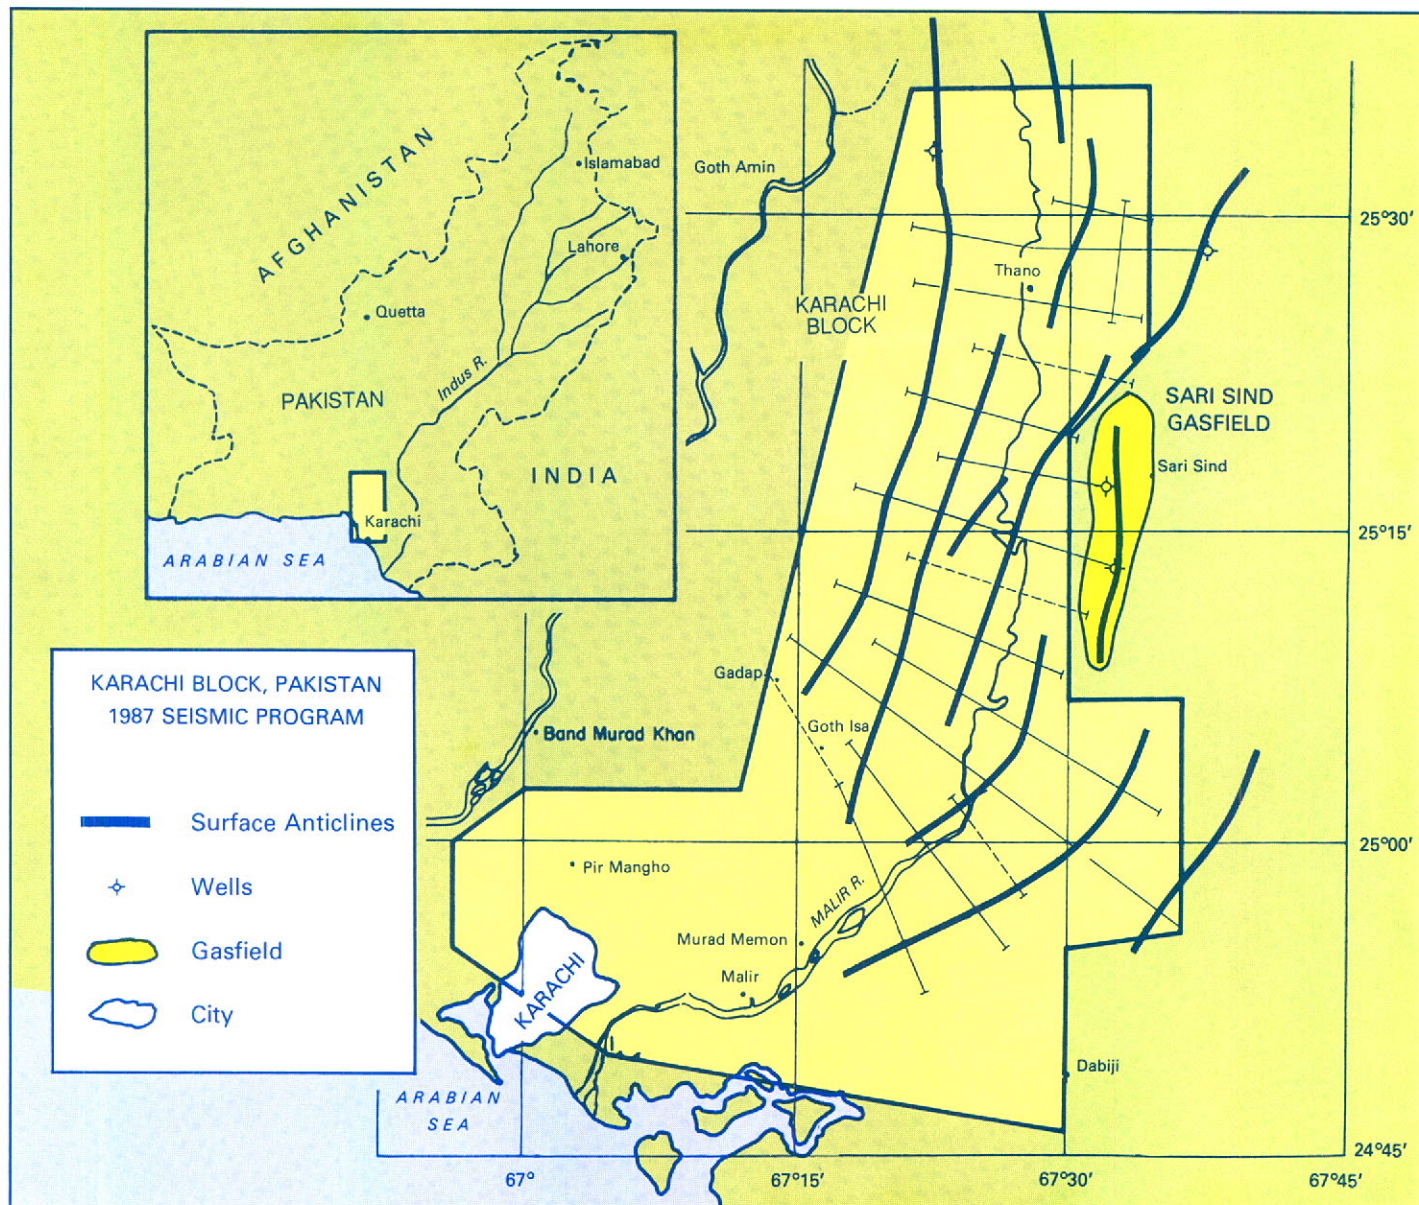 AFGHANISTAN
Islamabad
Lahore
Quetta
Indus R.
PAKISTAN
INDIA
Karachi
ARABIAN SEA
Goth Amin
25°30'
Thano
KARACHI
BLOCK
SARI SIND
GASFIELD
Sari Sind
25°15'
Gadap
Goth Isa
Band Murad Khan
KARACHI BLOCK, PAKISTAN
1987 SEISMIC PROGRAM
Surface Anticlines
Wells
Gasfield
City
25°00'
Pir Mangho
MALIR R.
Murad Memon
Malir
KARACHI
Dabiji
ARABIAN
SEA
24°45'
67°
67°15'
67°30'
67°45'